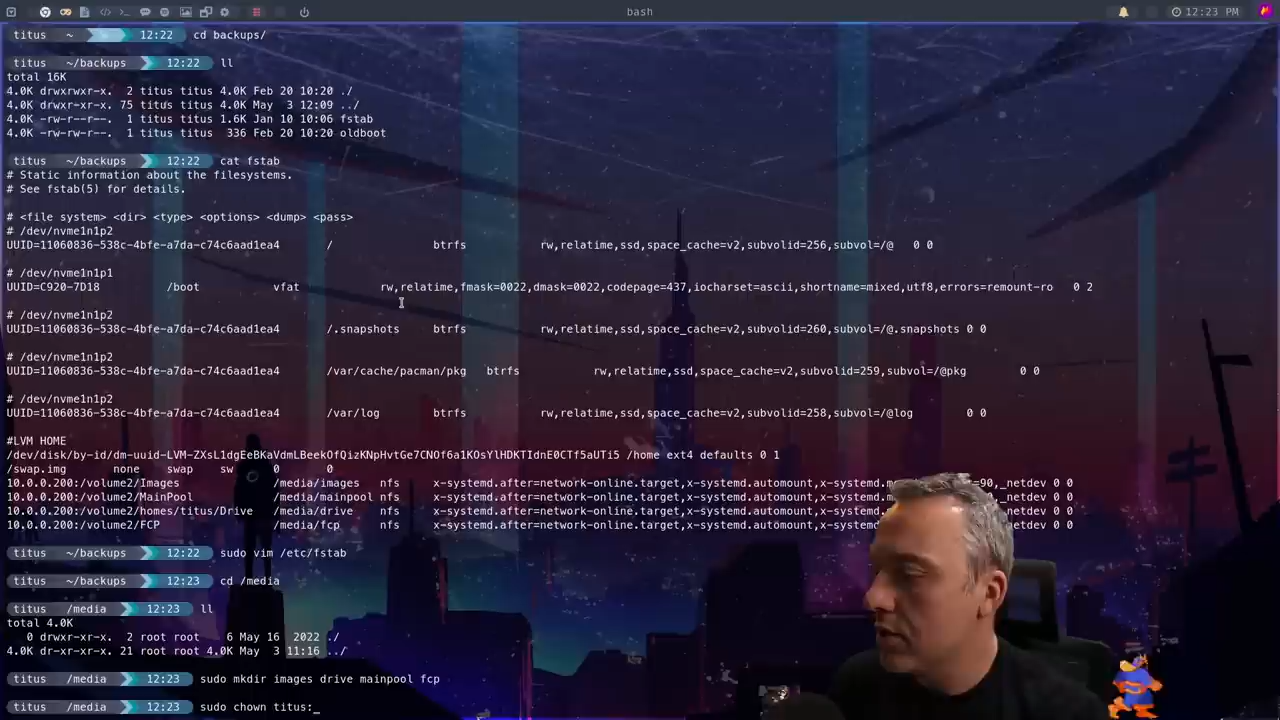 bash
12:23 PM
titus ~ 12:22 cd backups/
titus ~/backups 12:22 ll
total 16K
4.0K drwxrwxr-x. 2 titus titus 4.0K Feb 20 10:20 ./
4.0K drwxr-xr-x. 75 titus titus 4.0K May 3 12:09 ../
4.0K -rw-r--r--. 1 titus titus 1.6K Jan 10 10:06 fstab
4.0K -rw-rw-r--. 1 titus titus 336 Feb 20 10:20 oldboot
titus ~/backups 12:22 cat fstab
# Static information about the filesystems.
# See fstab(5) for details.
# <file system> <dir> <type> <options> <dump> <pass>
# /dev/nvme1n1p2
UUID=11060836-538c-4bfe-a7da-c74c6aad1ea4 / btrfs rw,relatime,ssd,space_cache=v2,subvolid=256,subvol=/@ 0 0
# /dev/nvme1n1p1
UUID=C920-7D18 /boot vfat rw,relatime,fmask=0022,dmask=0022,codepage=437,iocharset=ascii,shortname=mixed,utf8,errors=remount-ro 0 2
# /dev/nvme1n1p2
UUID=11060836-538c-4bfe-a7da-c74c6aad1ea4 /.snapshots btrfs rw,relatime,ssd,space_cache=v2,subvolid=260,subvol=/@.snapshots 0 0
# /dev/nvme1n1p2
UUID=11060836-538c-4bfe-a7da-c74c6aad1ea4 /var/cache/pacman/pkg btrfs rw,relatime,ssd,space_cache=v2,subvolid=259,subvol=/@pkg 0 0
# /dev/nvme1n1p2
UUID=11060836-538c-4bfe-a7da-c74c6aad1ea4 /var/log btrfs rw,relatime,ssd,space_cache=v2,subvolid=258,subvol=/@log 0 0
#LVM HOME
/dev/disk/by-id/dm-uuid-LVM-ZXsL1dgEeBKaVdmLBeekOfQizKNpHvtGe7CNOf6a1KOsYlHDKTIdnE0CTf5aUTi5 /home ext4 defaults 0 1
/swap.img none swap sw 0 0
10.0.0.200:/volume2/Images /media/images nfs x-systemd.after=network-online.target,x-systemd.automount,x-systemd.m =90,_netdev 0 0
10.0.0.200:/volume2/MainPool /media/mainpool nfs x-systemd.after=network-online.target,x-systemd.automount,x-systemd _netdev 0 0
10.0.0.200:/volume2/homes/titus/Drive /media/drive nfs x-systemd.after=network-online.target,x-systemd.automount,x-systemd netdev 0 0
10.0.0.200:/volume2/FCP /media/fcp nfs x-systemd.after=network-online.target,x-systemd.automount,x-systemd netdev 0 0
titus ~/backups 12:22 sudo vim /etc/fstab
titus ~/backups 12:23 cd /media
titus /media 12:23 ll
total 4.0K
0 drwxr-xr-x. 2 root root 6 May 16 2022 ./
4.0K dr-xr-xr-x. 21 root root 4.0K May 3 11:16 ../
titus /media 12:23 sudo mkdir images drive mainpool fcp
titus /media 12:23 sudo chown titus:_